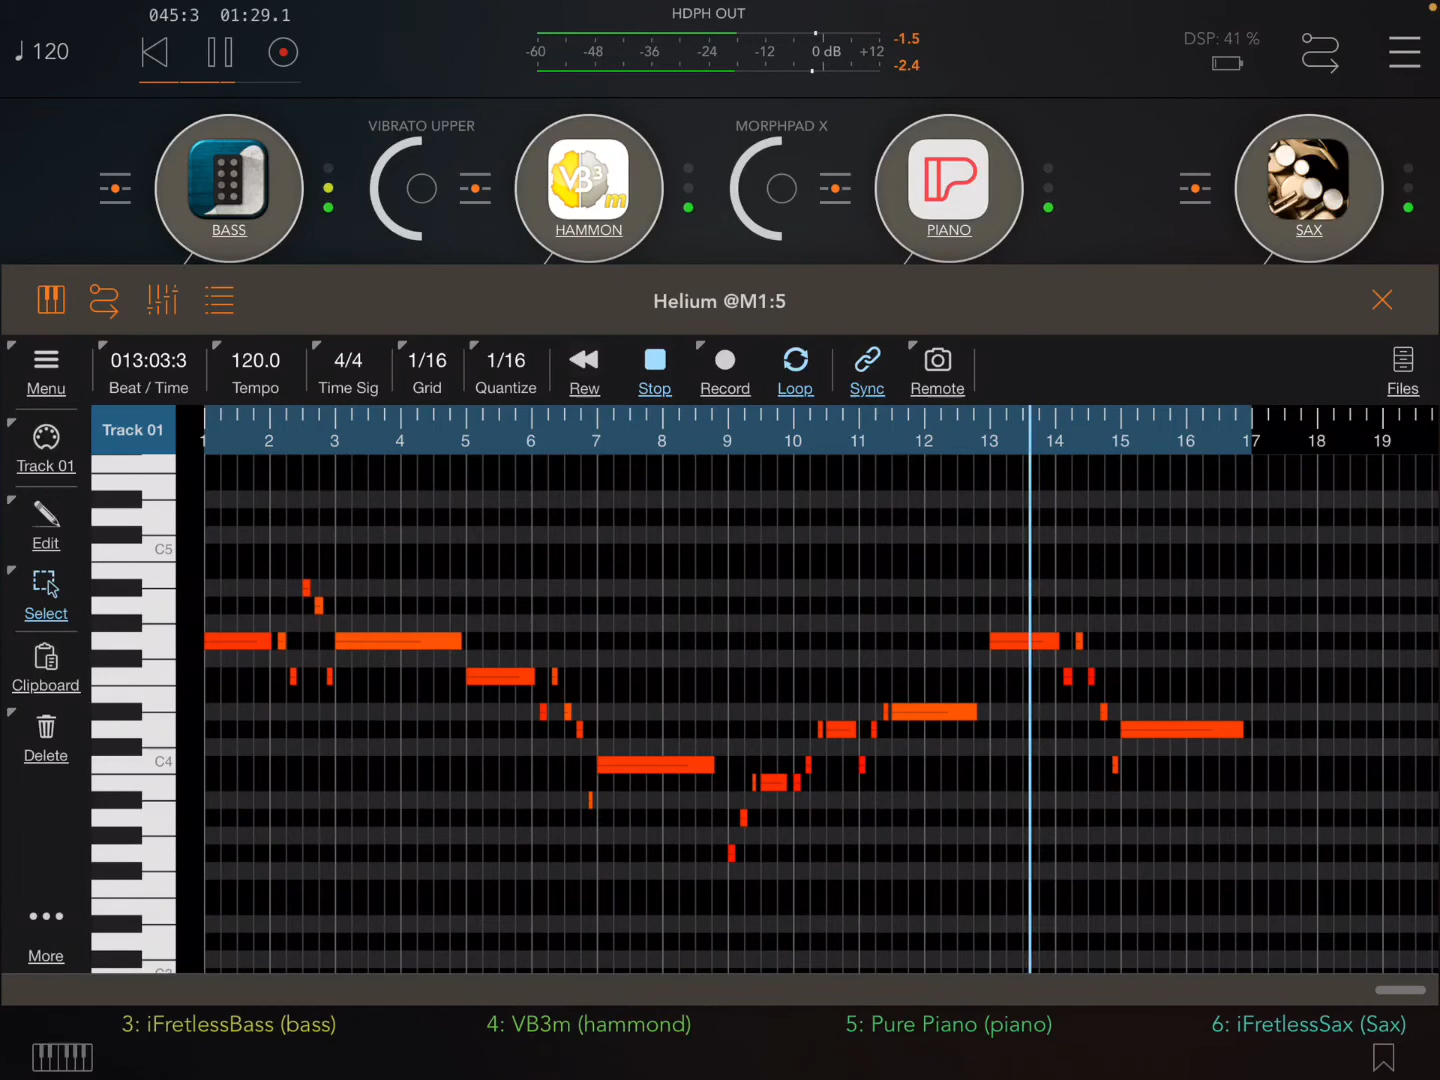 045:3 01:29.1
HDPH OUT
♩120
-60 -48 -36 -24 -12 0 dB +12
-1.5
-2.4
DSP: 41 %
VIBRATO UPPER
MORPHPAD X
VB3 m
BASS
HAMMON
PIANO
SAX
Helium @M1:5
013:03:3 120.0 4/4 1/16 1/16
Menu Beat / Time Tempo Time Sig Grid Quantize Rew Stop Record Loop Sync Remote Files
Track 01
1 2 3 4 5 6 7 8 9 10 11 12 13 14 15 16 17 18 19
Track 01
Edit
C5
Select
Clipboard
Delete
C4
More
C3
3: iFretlessBass (bass) 4: VB3m (hammond) 5: Pure Piano (piano) 6: iFretlessSax (Sax)